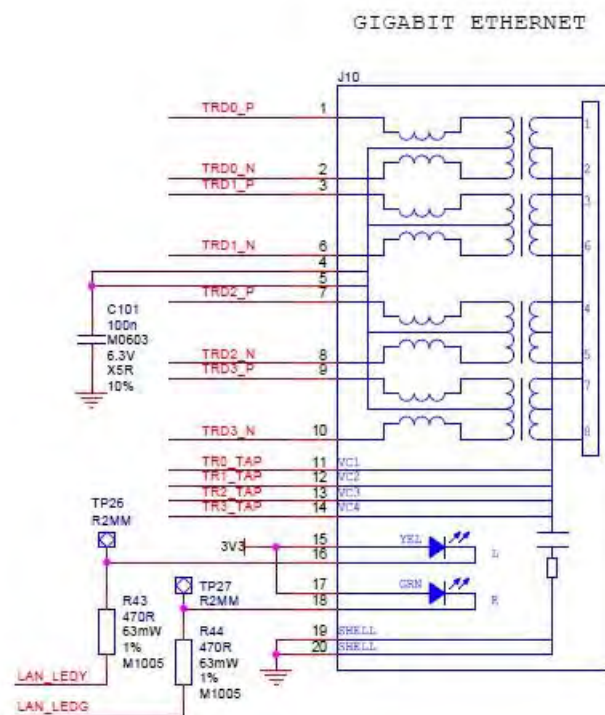 GIGABIT ETHERNET
J10
TRD0_P 1
TRD0_N 2
TRD1_P 3
TRD1_N 6
4
5
TRD2_P 7
TRD2_N 8
TRD3_P 9
TRD3_N 10
1
2
3
6
4
5
7
8
C101
100n
M0603
6.3V
X5R
10%
TR0_TAP 11 VC1
TR1_TAP 12 VC2
TR2_TAP 13 VC3
TR3_TAP 14 VC4
TP26
R2MM
3V3
15 YEL
16 L
TP27
R2MM
17 GRN
18 R
R43
470R
63mW
1%
M1005
R44
470R
63mW
1%
M1005
19 SHELL
20 SHELL
LAN_LEDY
LAN_LEDG